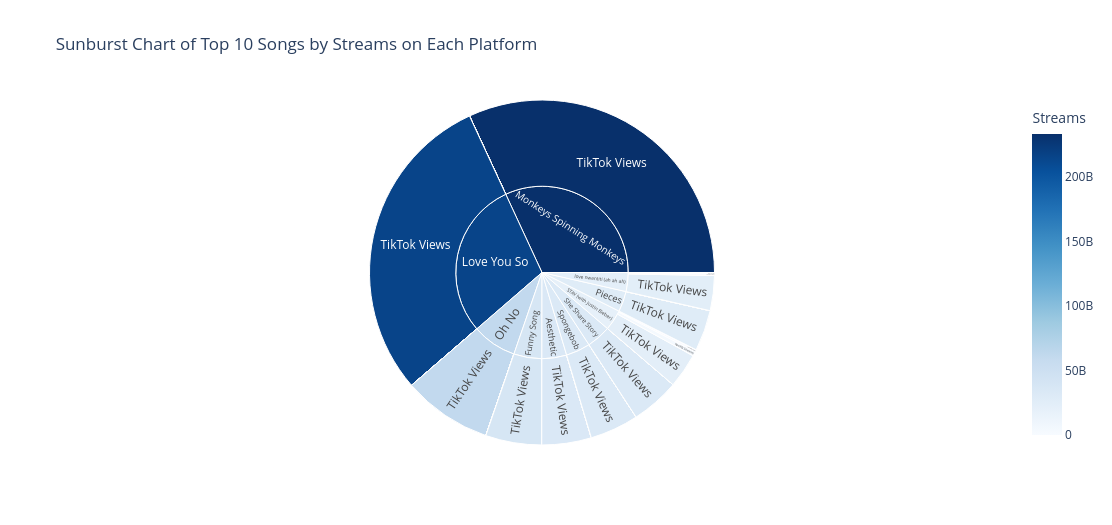 Sunburst Chart of Top 10 Songs by Streams on Each Platform
Streams
200B
150B
100B
50B
0
TikTok Views
Monkeys Spinning Monkeys
TikTok Views
Love You So
Oh No
TikTok Views
Funny Song
TikTok Views
Aesthetic
TikTok Views
Spongebob
TikTok Views
She Share Story
TikTok Views
STAY (with Justin Bieber)
TikTok Views
Pieces
TikTok Views
love nwantiti (ah ah ah)
TikTok Views